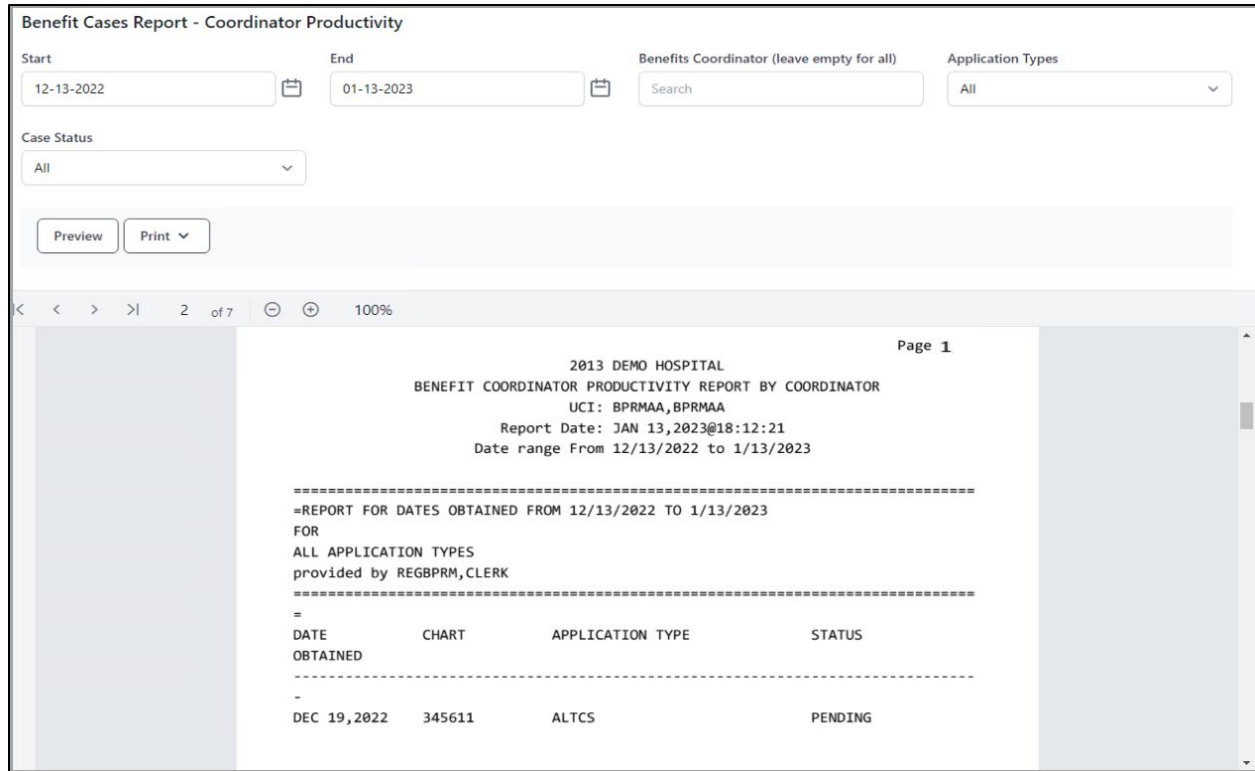 Benefit Cases Report - Coordinator Productivity
Start End Benefits Coordinator (leave empty for all) Application Types
12-13-2022 01-13-2023 Search All
Case Status
All
Preview Print
2 of 7 100%
Page 1
2013 DEMO HOSPITAL
BENEFIT COORDINATOR PRODUCTIVITY REPORT BY COORDINATOR
UCI: BPRMAA,BPRMAA
Report Date: JAN 13,2023@18:12:21
Date range From 12/13/2022 to 1/13/2023
==============================================================================
=REPORT FOR DATES OBTAINED FROM 12/13/2022 TO 1/13/2023
FOR
ALL APPLICATION TYPES
provided by REGBPRM,CLERK
==============================================================================
=
DATE CHART APPLICATION TYPE STATUS
OBTAINED
------------------------------------------------------------------------------
-
DEC 19,2022 345611 ALTCS PENDING